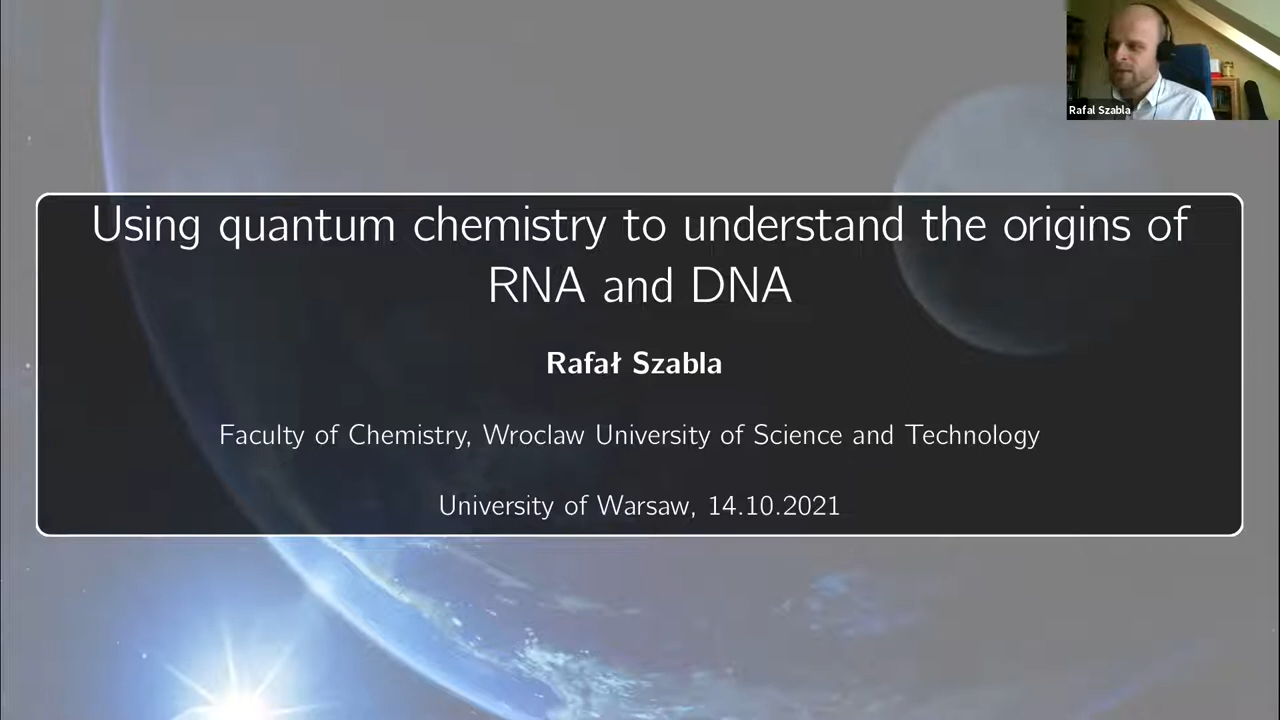 Rafal Szabla
Using quantum chemistry to understand the origins of
RNA and DNA
Rafał Szabla
Faculty of Chemistry, Wroclaw University of Science and Technology
University of Warsaw, 14.10.2021